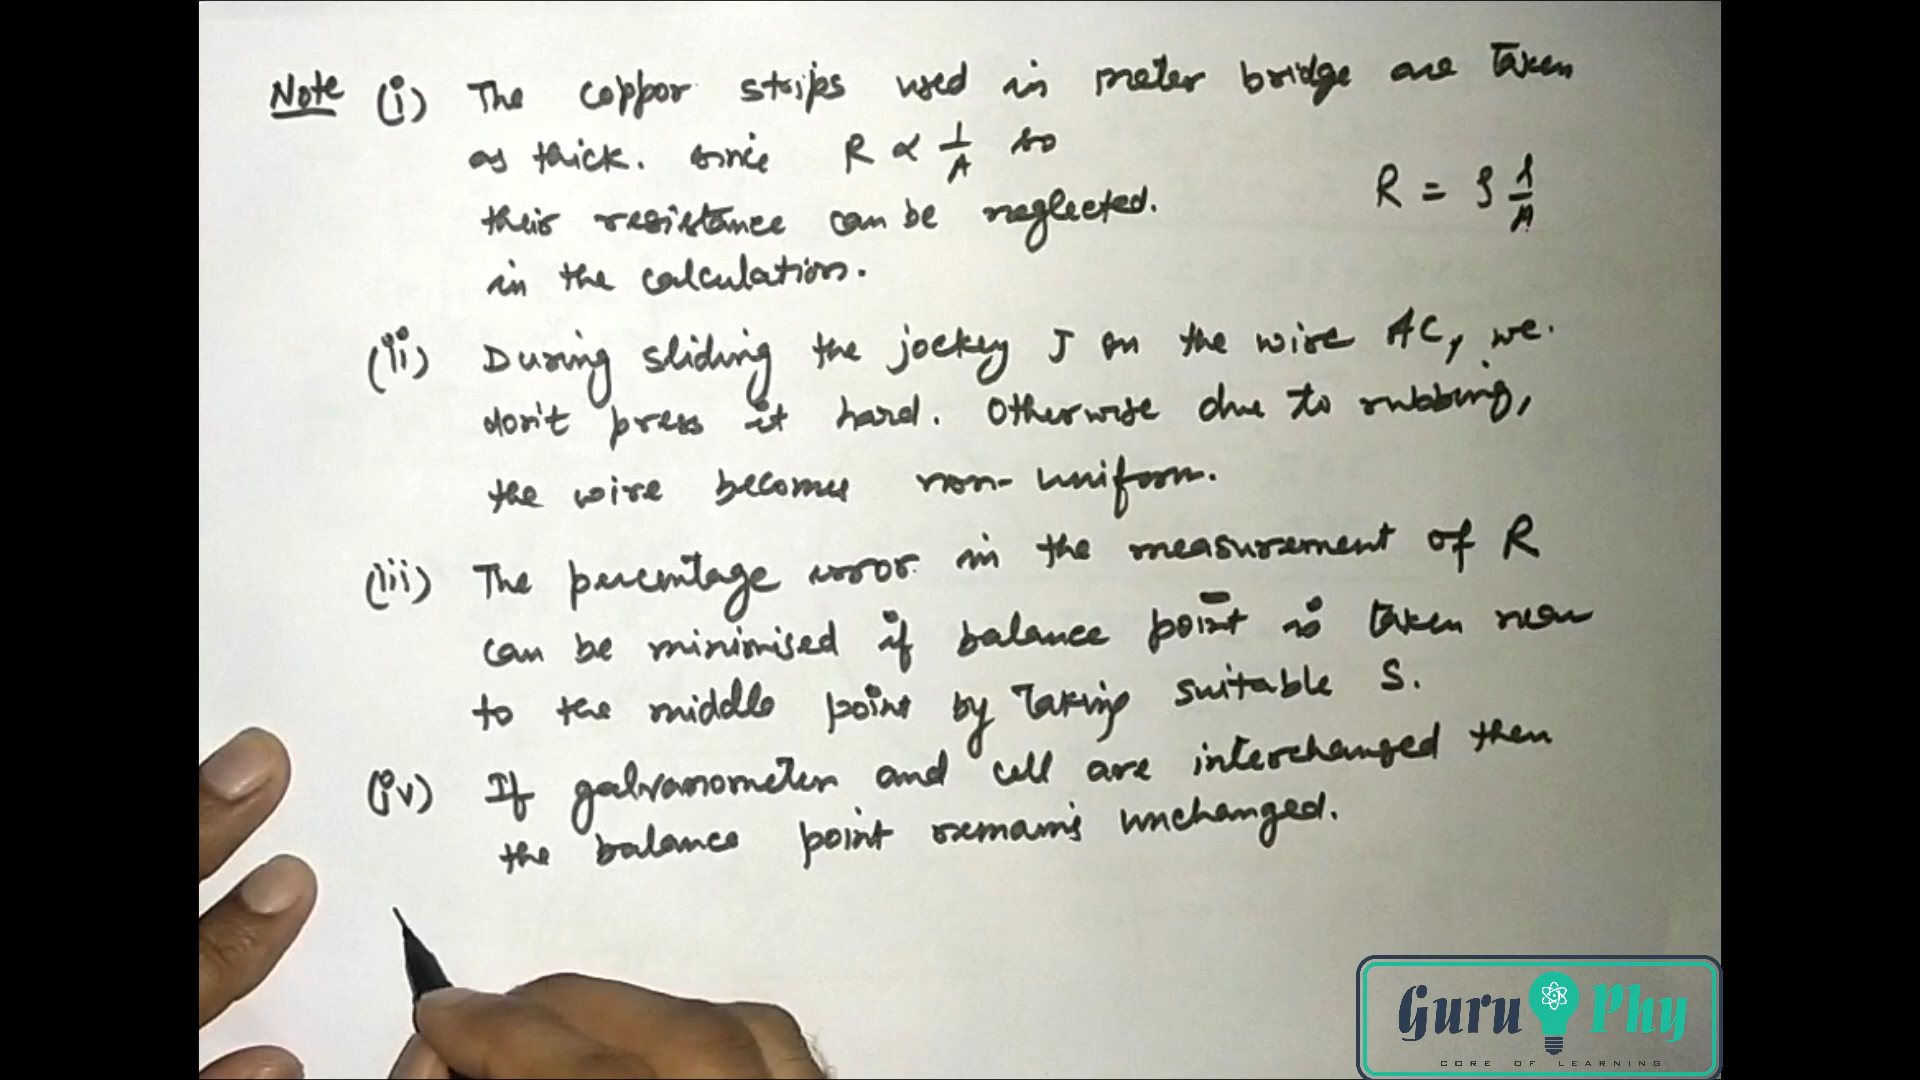 Note (i) The coppor strips used in meter bridge are taken
as thick. since R ∝ 1/A so
their resistance can be neglected.
R = ρ l/A
in the calculation.
(ii) During sliding the jockey J on the wire AC, we.
don't press it hard. Otherwise due to rubbing,
the wire becomes non-uniform.
(iii) The percentage error in the measurement of R
can be minimised if balance point is taken near
to the middle point by taking suitable S.
(iv) If galvanometer and cell are interchanged then
the balance point remains unchanged.
Guru Phy
CORE OF LEARNING